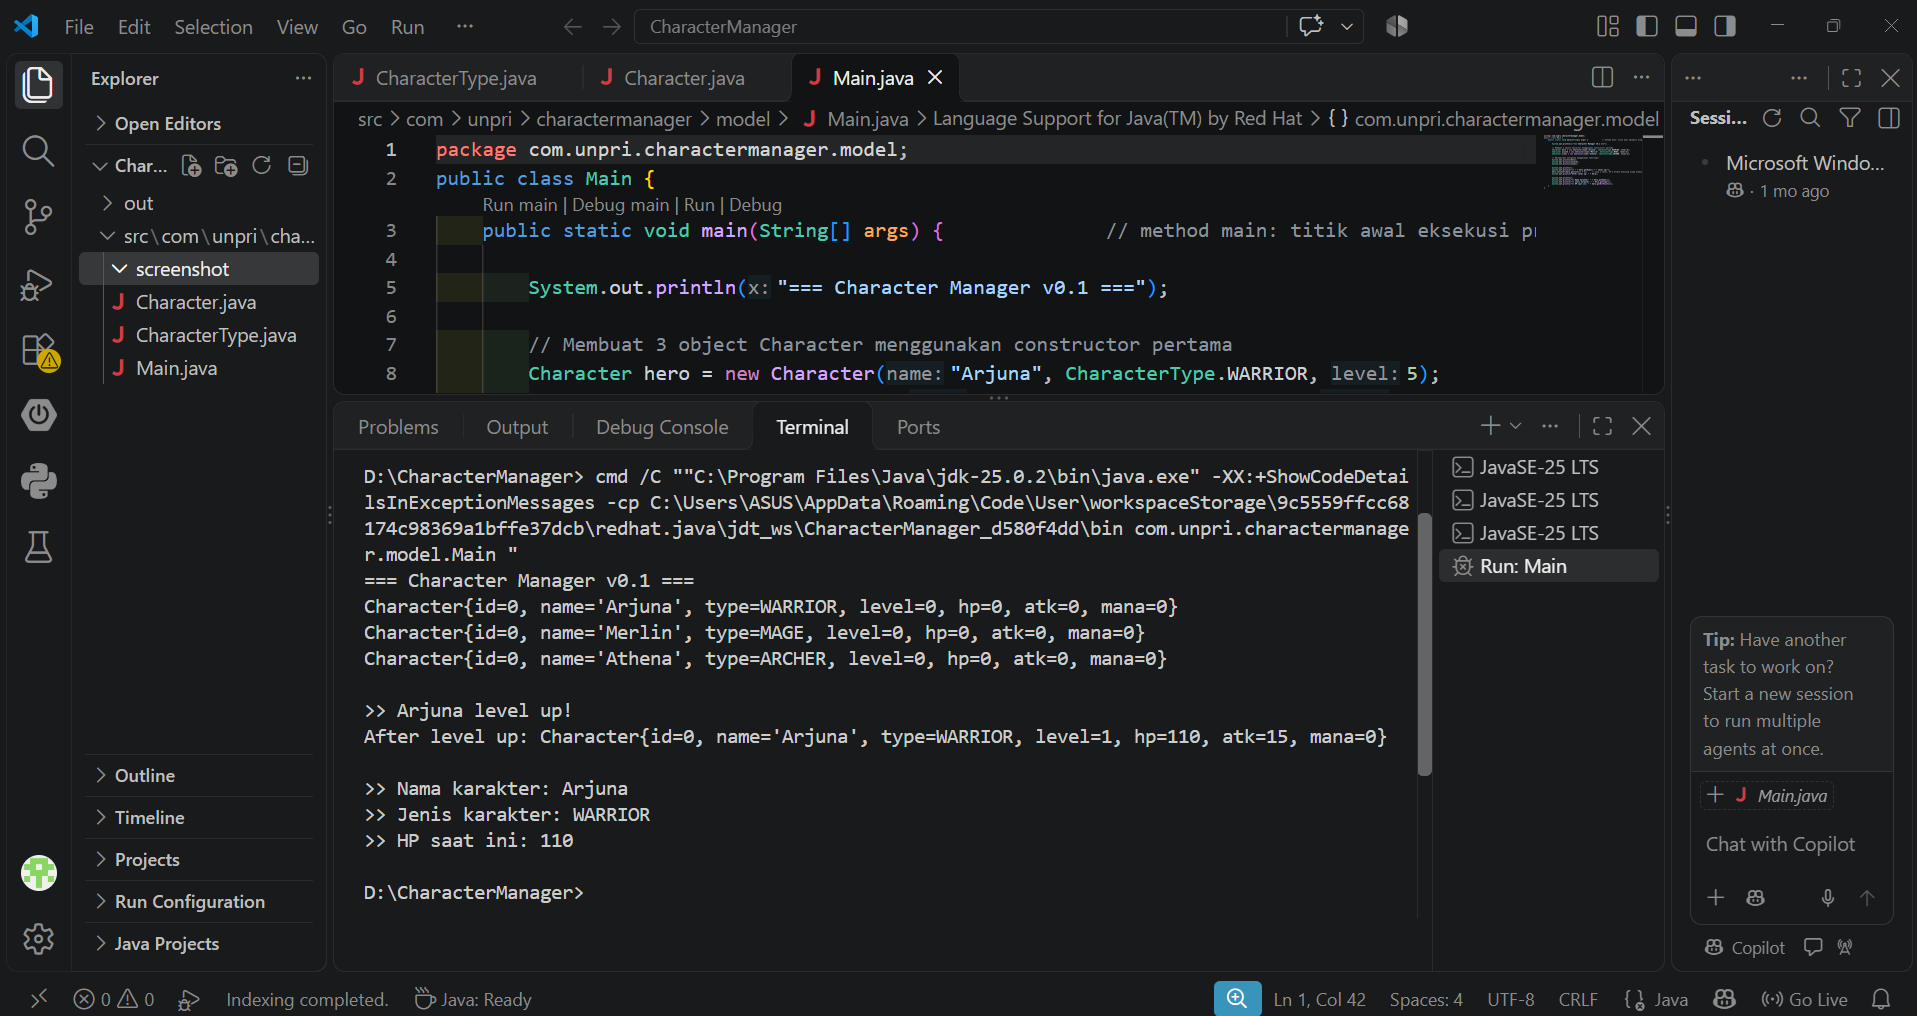 File Edit Selection View Go Run ··· CharacterManager
Explorer ···
Open Editors
Char...
out
src\com\unpri\cha...
screenshot
Character.java
CharacterType.java
Main.java
Outline
Timeline
Projects
Run Configuration
Java Projects
CharacterType.java Character.java Main.java
src > com > unpri > charactermanager > model > Main.java > Language Support for Java(TM) by Red Hat > {} com.unpri.charactermanager.model
1 package com.unpri.charactermanager.model;
2 public class Main {
Run main | Debug main | Run | Debug
3 public static void main(String[] args) { // method main: titik awal eksekusi pr
4
5 System.out.println(x: "=== Character Manager v0.1 ===");
6
7 // Membuat 3 object Character menggunakan constructor pertama
8 Character hero = new Character(name: "Arjuna", CharacterType.WARRIOR, level: 5);
Problems Output Debug Console Terminal Ports
D:\CharacterManager> cmd /C ""C:\Program Files\Java\jdk-25.0.2\bin\java.exe" -XX:+ShowCodeDetai
lsInExceptionMessages -cp C:\Users\ASUS\AppData\Roaming\Code\User\workspaceStorage\9c5559ffcc68
174c98369a1bffe37dcb\redhat.java\jdt_ws\CharacterManager_d580f4dd\bin com.unpri.charactermanage
r.model.Main "
=== Character Manager v0.1 ===
Character{id=0, name='Arjuna', type=WARRIOR, level=0, hp=0, atk=0, mana=0}
Character{id=0, name='Merlin', type=MAGE, level=0, hp=0, atk=0, mana=0}
Character{id=0, name='Athena', type=ARCHER, level=0, hp=0, atk=0, mana=0}
>> Arjuna level up!
After level up: Character{id=0, name='Arjuna', type=WARRIOR, level=1, hp=110, atk=15, mana=0}
>> Nama karakter: Arjuna
>> Jenis karakter: WARRIOR
>> HP saat ini: 110
D:\CharacterManager>
JavaSE-25 LTS
JavaSE-25 LTS
JavaSE-25 LTS
Run: Main
Sessi...
Microsoft Windo...
· 1 mo ago
Tip: Have another
task to work on?
Start a new session
to run multiple
agents at once.
Main.java
Chat with Copilot
Copilot
0 0 Indexing completed. Java: Ready Ln 1, Col 42 Spaces: 4 UTF-8 CRLF Java Go Live